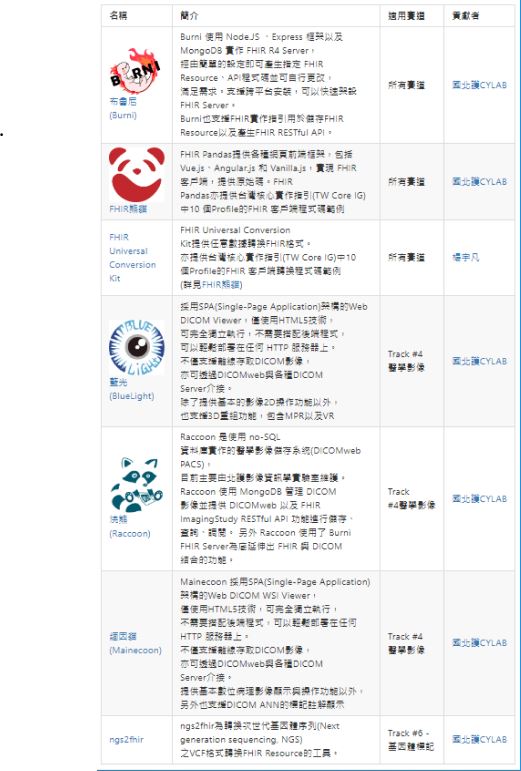 名稱
簡介
適用賽道
貢獻者
BURNI
布魯尼
(Burni)
Burni 使用 NodeJS 、Express 框架以及
MongoDB 實作 FHIR R4 Server，
經由簡單的設定即可產生指定 FHIR
Resource、API程式碼並可自行更改，
滿足需求。支援跨平台安裝，可以快速架設
FHIR Server。
Burni也支援FHIR實作指引用於儲存FHIR
Resource以及產生FHIR RESTful API。
所有賽道
國北護CYLAB
FHIR熊貓
FHIR Pandas提供各種網頁前端框架，包括
Vue.js、Angular.js 和 Vanilla.js，實現 FHIR
客戶端，提供原始碼。FHIR
Pandas亦提供台灣核心實作指引(TW Core IG)
中10 個Profile的FHIR 客戶端程式碼範例
所有賽道
國北護CYLAB
FHIR
Universal
Conversion
Kit
FHIR Universal Conversion
Kit提供任意數據轉換FHIR格式。
亦提供台灣核心實作指引(TW Core IG)中10
個Profile的FHIR 客戶端轉換程式碼範例
(詳見FHIR熊貓)
所有賽道
楊宇凡
BLUE
LIGHT
藍光
(BlueLight)
採用SPA(Single-Page Application)架構的Web
DICOM Viewer，僅使用HTML5技術，
可完全獨立執行，不需要搭配後端程式，
可以輕鬆部署在任何 HTTP 服務器上。
不僅支援離線存取DICOM影像，
亦可透過DICOMweb與各種DICOM
Server介接。
除了提供基本的影像2D操作功能以外，
也支援3D重組功能，包含MPR以及VR
Track #4
醫學影像
國北護CYLAB
浣熊
(Raccoon)
Raccoon 是使用 no-SQL
資料庫實作的醫學影像儲存系統(DICOMweb
PACS)，
目前主要由北護影像資訊學實驗室維護。
Raccoon 使用 MongoDB 管理 DICOM
影像並提供 DICOMweb 以及 FHIR
ImagingStudy RESTful API 功能進行儲存、
查詢、調閱。 另外 Raccoon 使用了 Burni
FHIR Server為底延伸出 FHIR 與 DICOM
結合的功能。
Track
#4醫學影像
國北護CYLAB
緬因貓
(Mainecoon)
Mainecoon 採用SPA(Single-Page Application)
架構的Web DICOM WSI Viewer，
僅使用HTML5技術，可完全獨立執行，
不需要搭配後端程式，可以輕鬆部署在任何
HTTP 服務器上。
不僅支援離線存取DICOM影像，
亦可透過DICOMweb與各種DICOM
Server介接。
提供基本數位病理影像顯示與操作功能以外，
另外也支援DICOM ANN的標記註解顯示
Track #4
醫學影像
國北護CYLAB
ngs2fhir
ngs2fhir為轉換次世代基因體序列(Next
generation sequencing, NGS)
之VCF格式轉換FHIR Resource的工具。
Track #6 -
基因體標記
國北護CYLAB